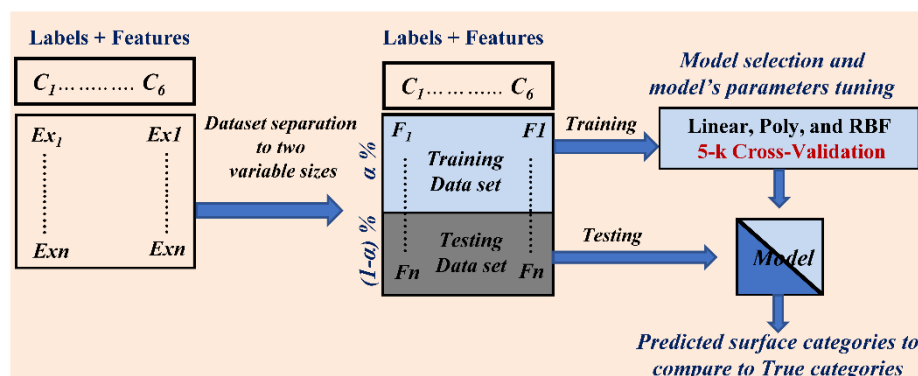 Labels + Features
C1............ C6
Ex1 Ex1
Exn Exn
Dataset separation
to two
variable sizes
Labels + Features
C1............ C6
α %
(1-α) %
F1 F1
Training
Data set
Testing
Data set
Fn Fn
Training
Testing
Model selection and
model's parameters tuning
Linear, Poly, and RBF
5-k Cross-Validation
Model
Predicted surface categories to
compare to True categories